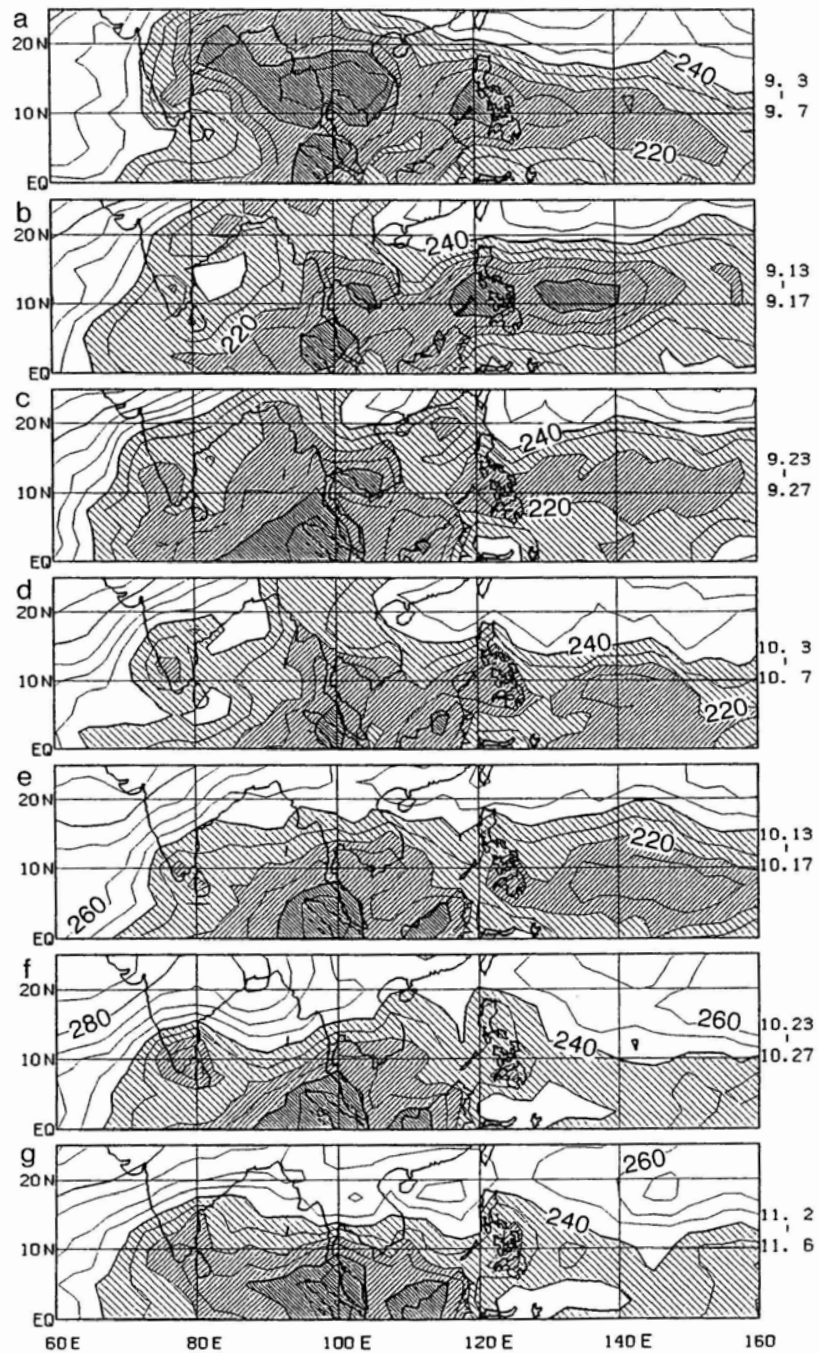 a
20N
10N
EQ
240
220
9. 3
9. 7
b
20N
10N
EQ
240
220
9.13
9.17
c
20N
10N
EQ
240
220
9.23
9.27
d
20N
10N
EQ
240
220
10. 3
10. 7
e
20N
10N
EQ
260
220
10.13
10.17
f
20N
10N
EQ
280
240
260
10.23
10.27
g
20N
10N
EQ
260
240
11. 2
11. 6
60E 80E 100E 120E 140E 160